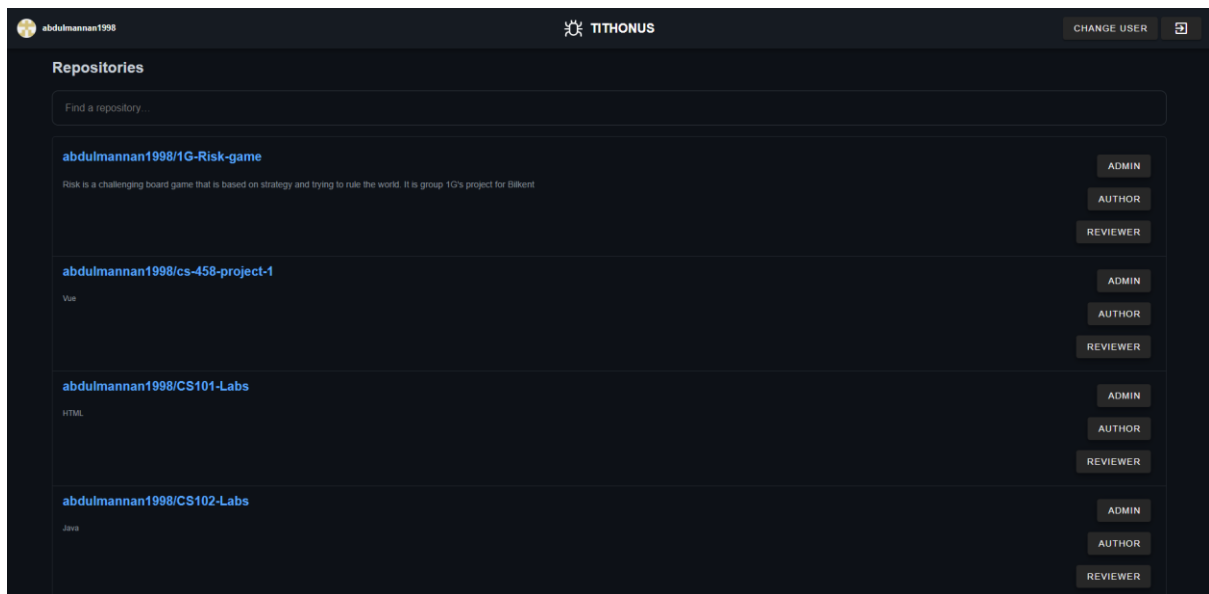 abdulmannan1998
TITHONUS
CHANGE USER
Repositories
Find a repository...
abdulmannan1998/1G-Risk-game
Risk is a challenging board game that is based on strategy and trying to rule the world. It is group 1G's project for Bilkent
ADMIN
AUTHOR
REVIEWER
abdulmannan1998/cs-458-project-1
Vue
ADMIN
AUTHOR
REVIEWER
abdulmannan1998/CS101-Labs
HTML
ADMIN
AUTHOR
REVIEWER
abdulmannan1998/CS102-Labs
Java
ADMIN
AUTHOR
REVIEWER